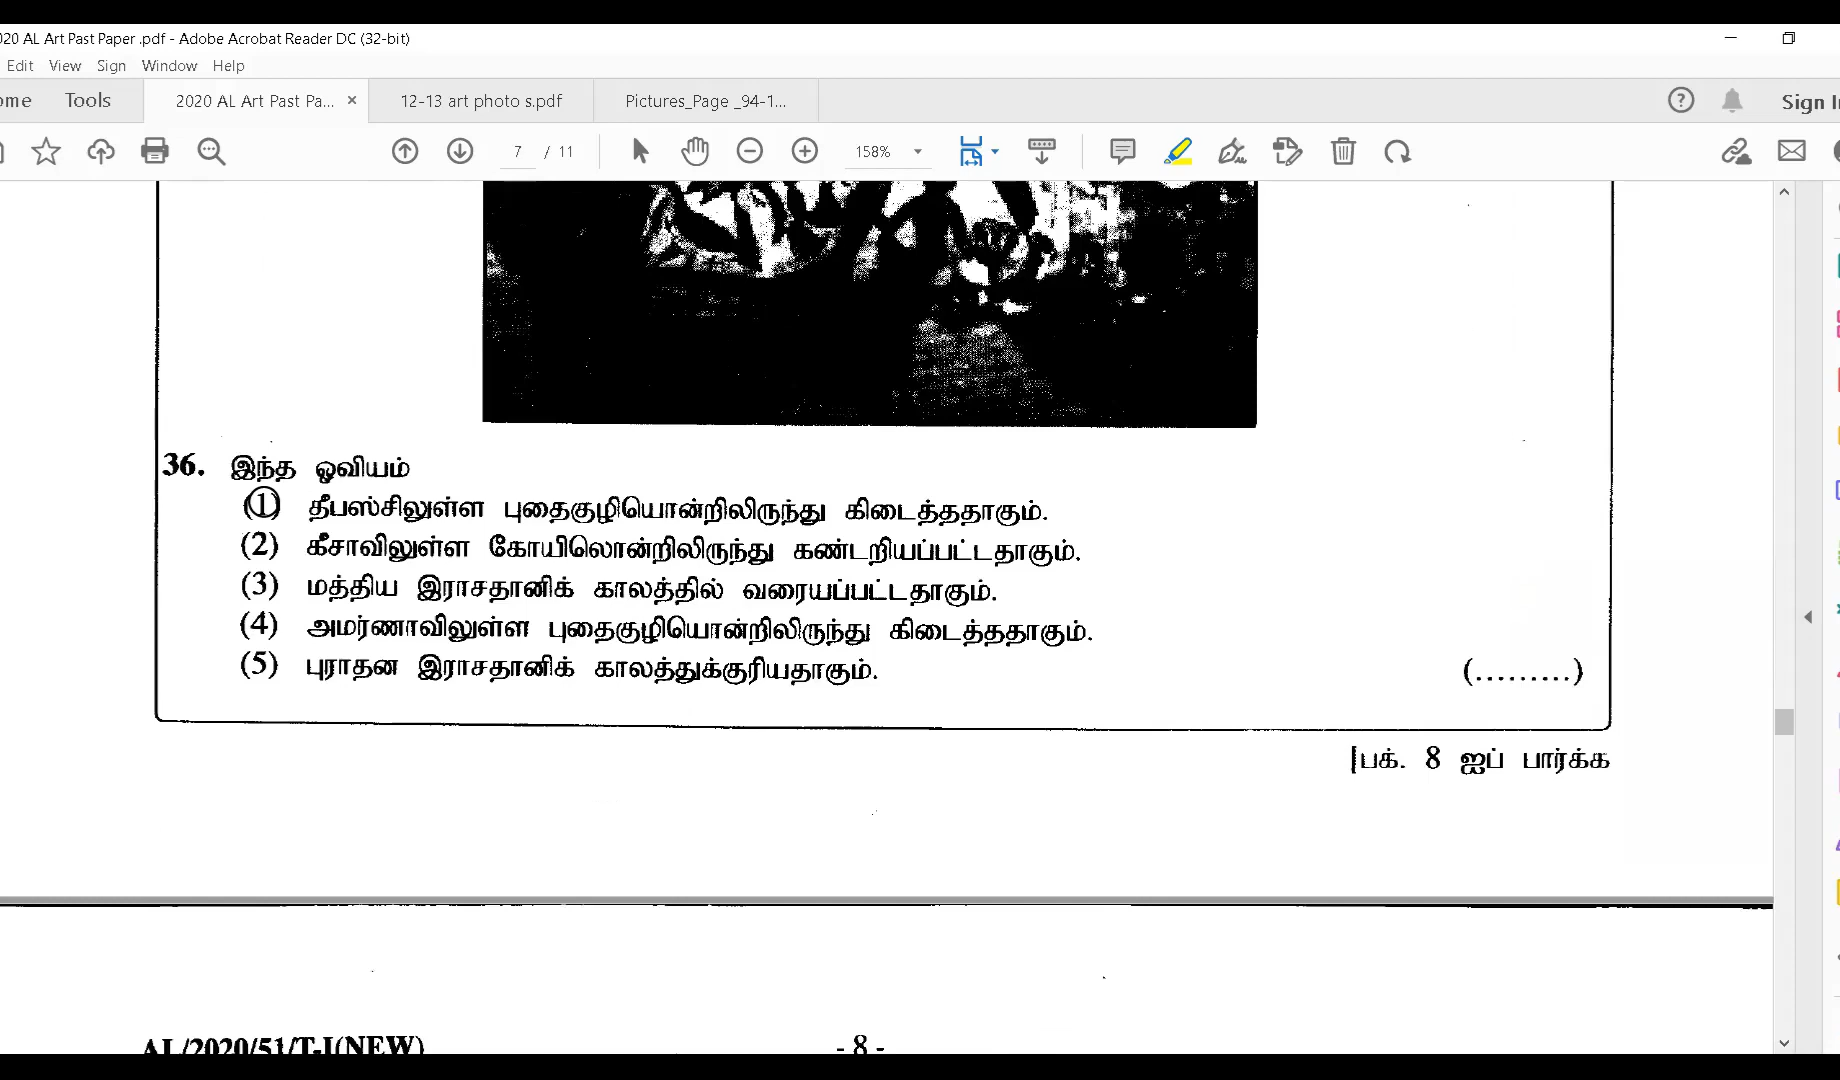 020 AL Art Past Paper .pdf - Adobe Acrobat Reader DC (32-bit)
Edit View Sign Window Help
ome Tools 2020 AL Art Past Pa... × 12-13 art photo s.pdf Pictures_Page _94-1... Sign In
7 / 11 158%
36. இந்த ஓவியம்
(1) தீபஸ்சிலுள்ள புதைகுழியொன்றிலிருந்து கிடைத்ததாகும்.
(2) கீசாவிலுள்ள கோயிலொன்றிலிருந்து கண்டறியப்பட்டதாகும்.
(3) மத்திய இராசதானிக் காலத்தில் வரையப்பட்டதாகும்.
(4) அமர்ணாவிலுள்ள புதைகுழியொன்றிலிருந்து கிடைத்ததாகும்.
(5) புராதன இராசதானிக் காலத்துக்குரியதாகும். (.........)
[பக். 8 ஐப் பார்க்க
AL/2020/51/T-I(NEW) - 8 -